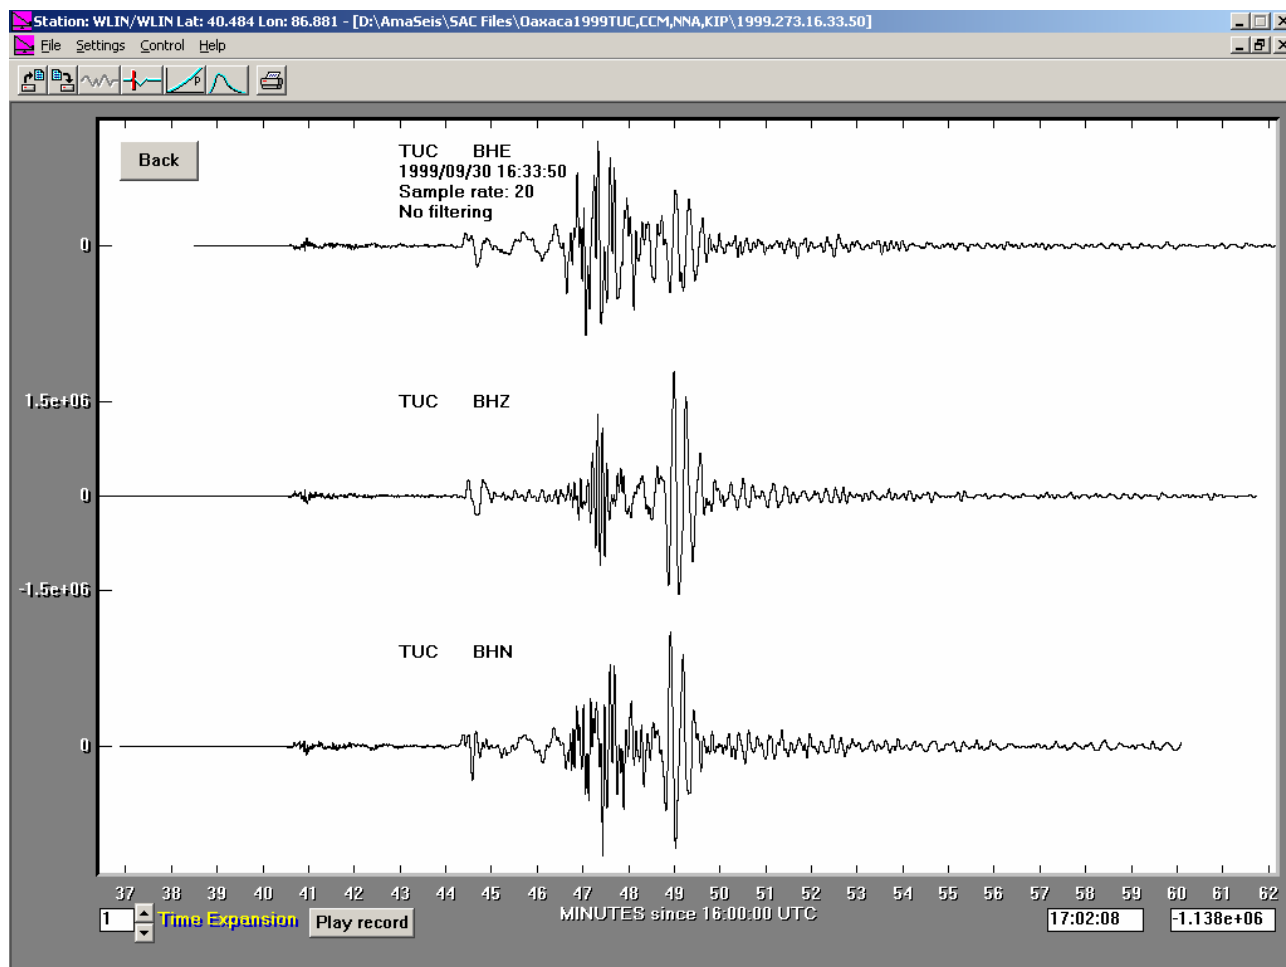 Station: WLIN/WLIN Lat: 40.484 Lon: 86.881 - [D:\AmaSeis\SAC Files\Oaxaca1999TUC,CCM,NNA,KIP\1999.273.16.33.50]
File Settings Control Help
P
Back
TUC BHE
1999/09/30 16:33:50
Sample rate: 20
No filtering
0
1.5e+06
TUC BHZ
0
-1.5e+06
TUC BHN
0
37 38 39 40 41 42 43 44 45 46 47 48 49 50 51 52 53 54 55 56 57 58 59 60 61 62
MINUTES since 16:00:00 UTC
1 Time Expansion Play record 17:02:08 -1.138e+06